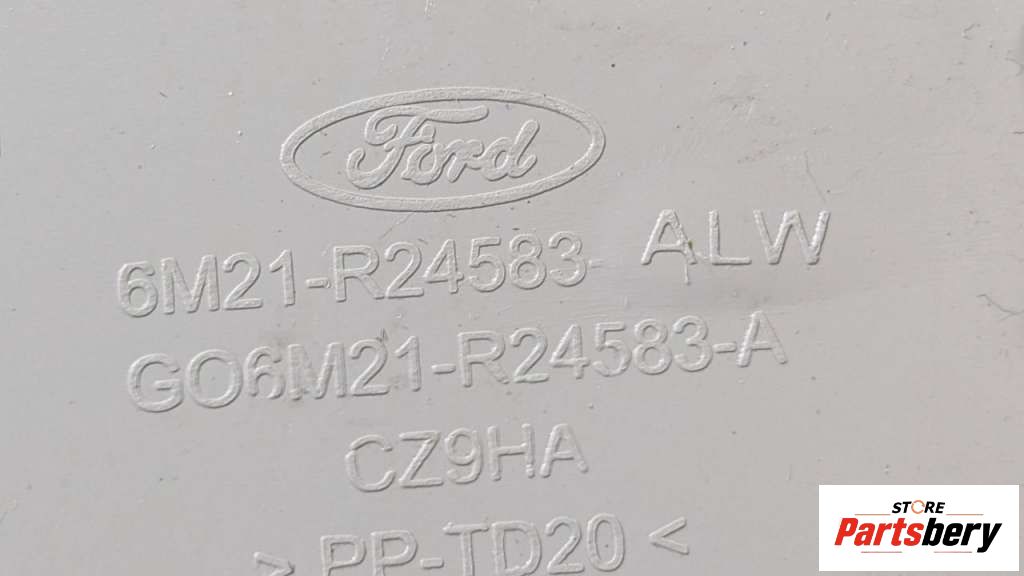 Ford
6M21-R24583- ALW
GO6M21-R24583-A
CZ9HA
> PP-TD20 <
STORE
Partsbery